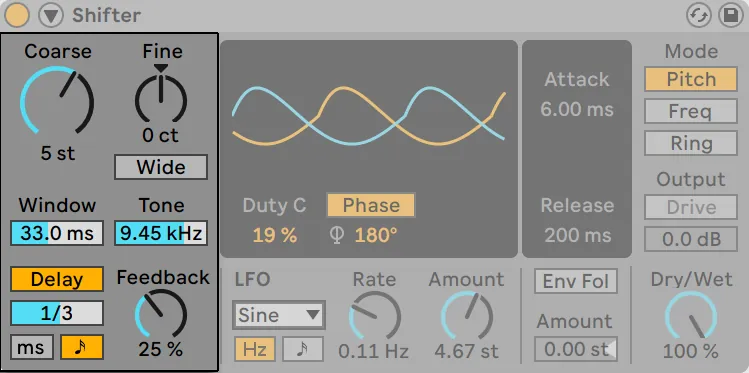 Shifter
Coarse
Fine
5 st
0 ct
Wide
Window
Tone
33.0 ms
9.45 kHz
Delay
Feedback
1/3
ms
25 %
Duty C
Phase
19 %
180°
Attack
6.00 ms
Release
200 ms
Mode
Pitch
Freq
Ring
Output
Drive
0.0 dB
LFO
Rate
Amount
Sine
Hz
0.11 Hz
4.67 st
Env Fol
Amount
0.00 st
Dry/Wet
100 %